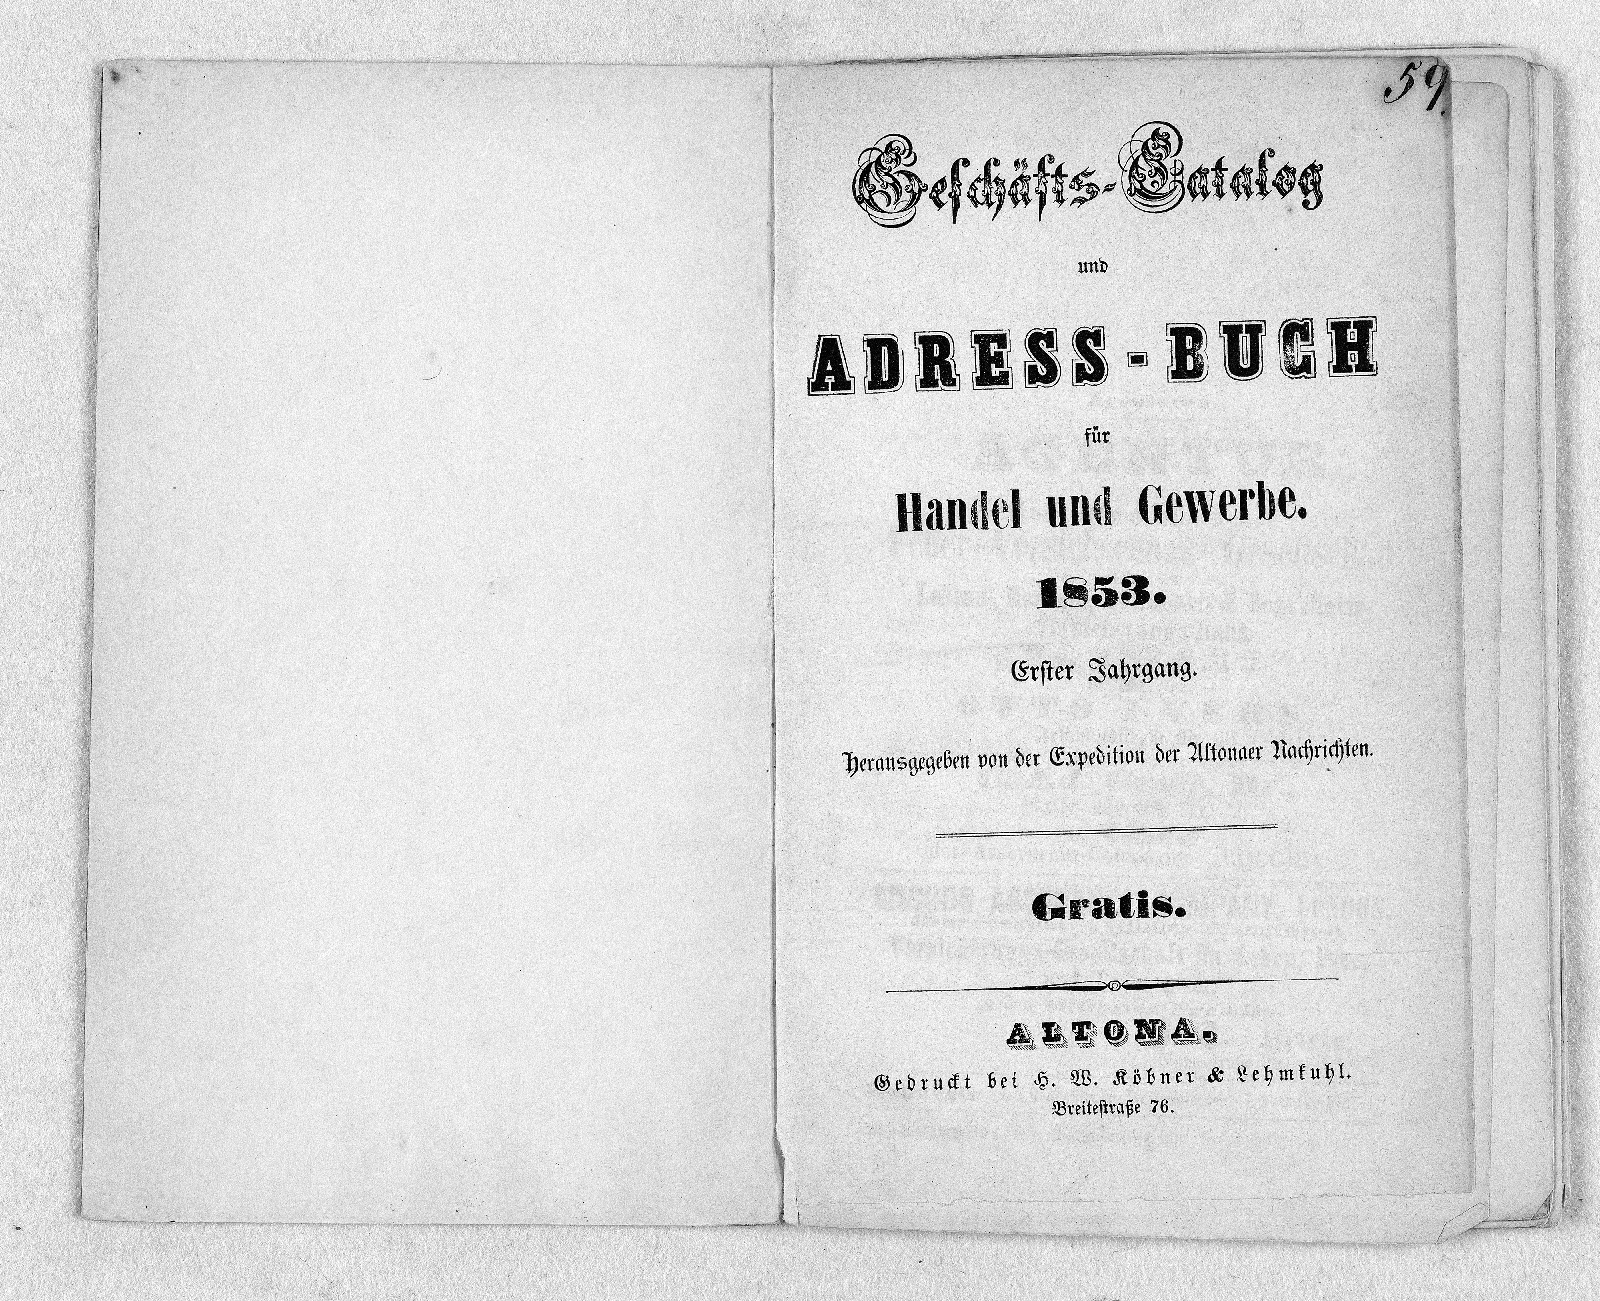 59.
Geschäfts-Catalog
und
ADRESS-BUCH
für
Handel und Gewerbe.
1853.
Erster Jahrgang.
Herausgegeben von der Expedition der Altonaer Nachrichten.
Gratis.
ALTONA.
Gedruckt bei H. W. Köbner & Lehmkuhl.
Breitestraße 76.